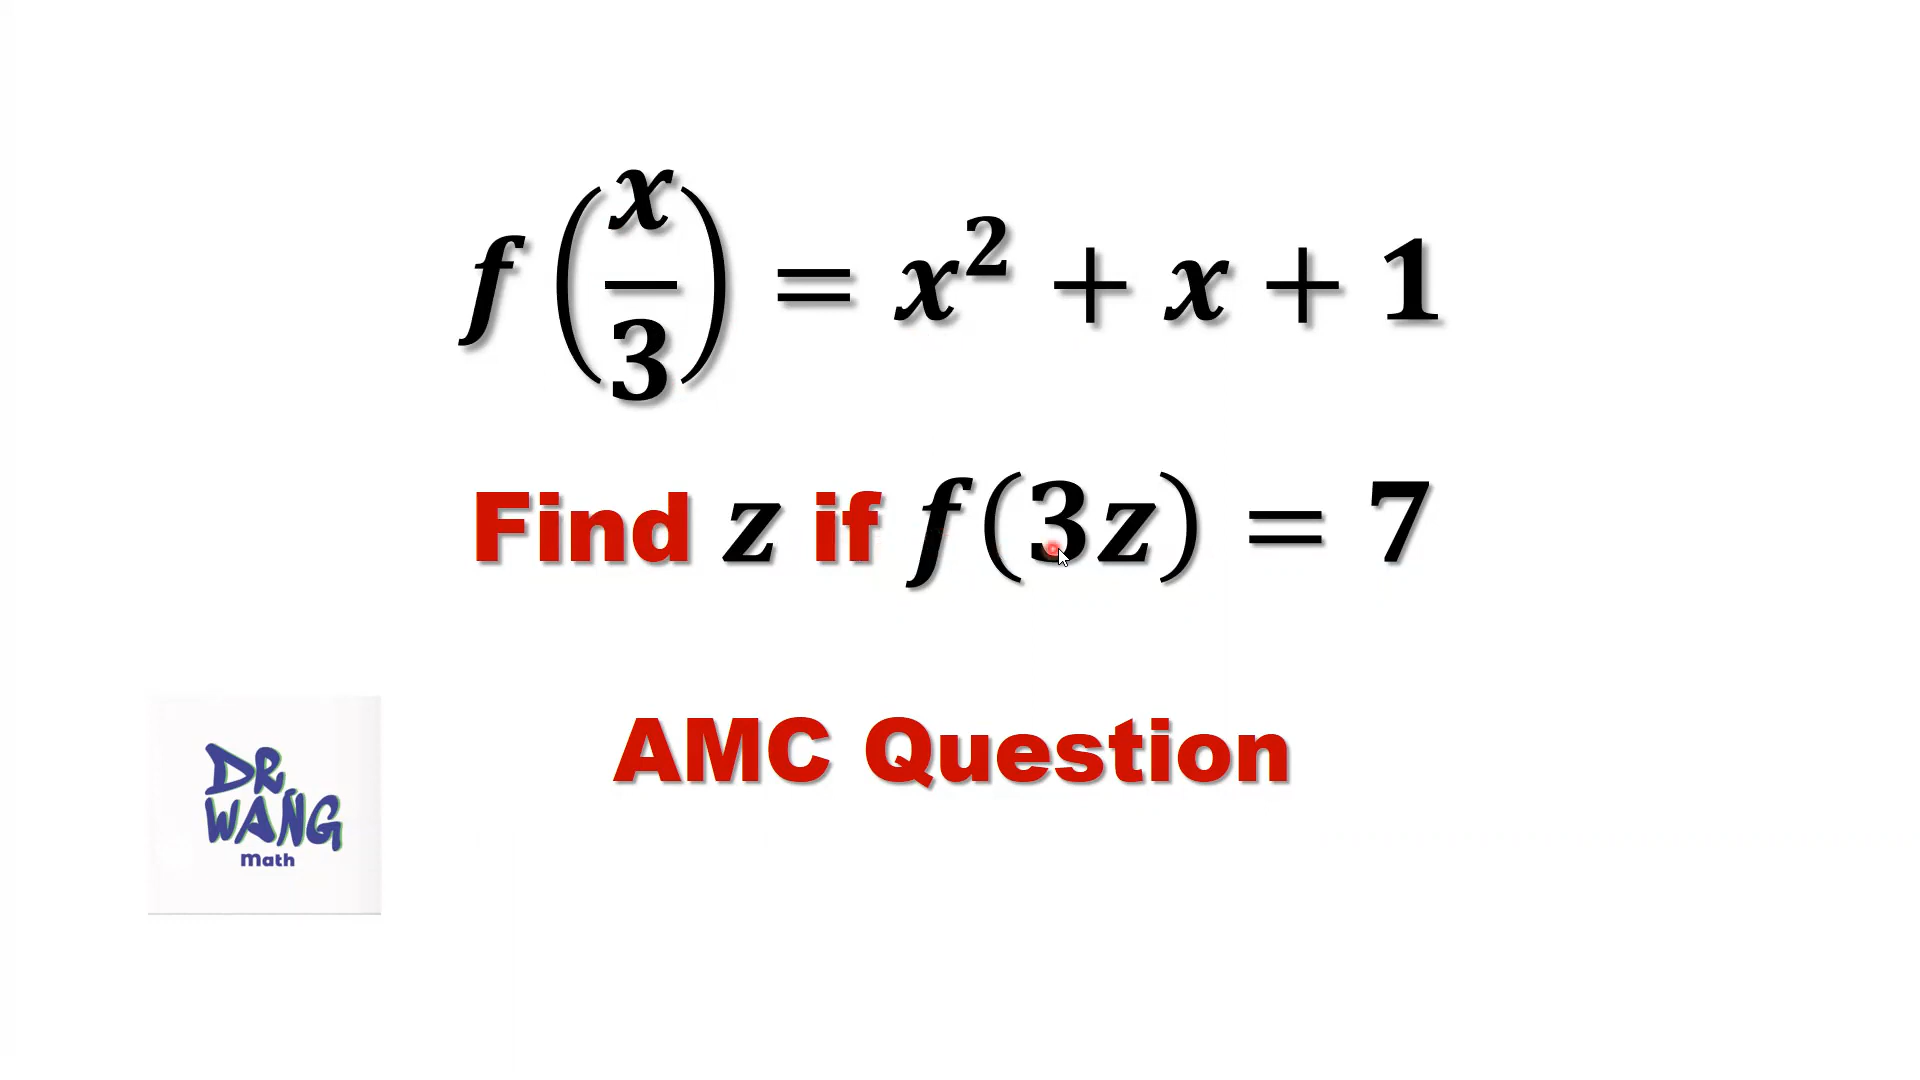 f(x/3) = x² + x + 1
Find z if f(3z) = 7
AMC Question
DR
WANG
math